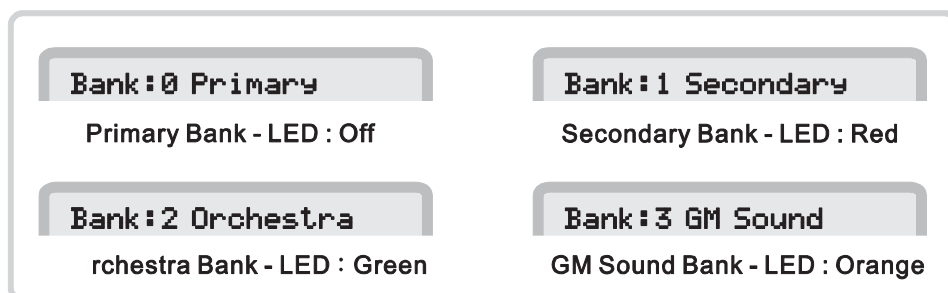 Bank:0 Primary
Primary Bank - LED : Off
Bank:1 Secondary
Secondary Bank - LED : Red
Bank:2 Orchestra
rchestra Bank - LED : Green
Bank:3 GM Sound
GM Sound Bank - LED : Orange